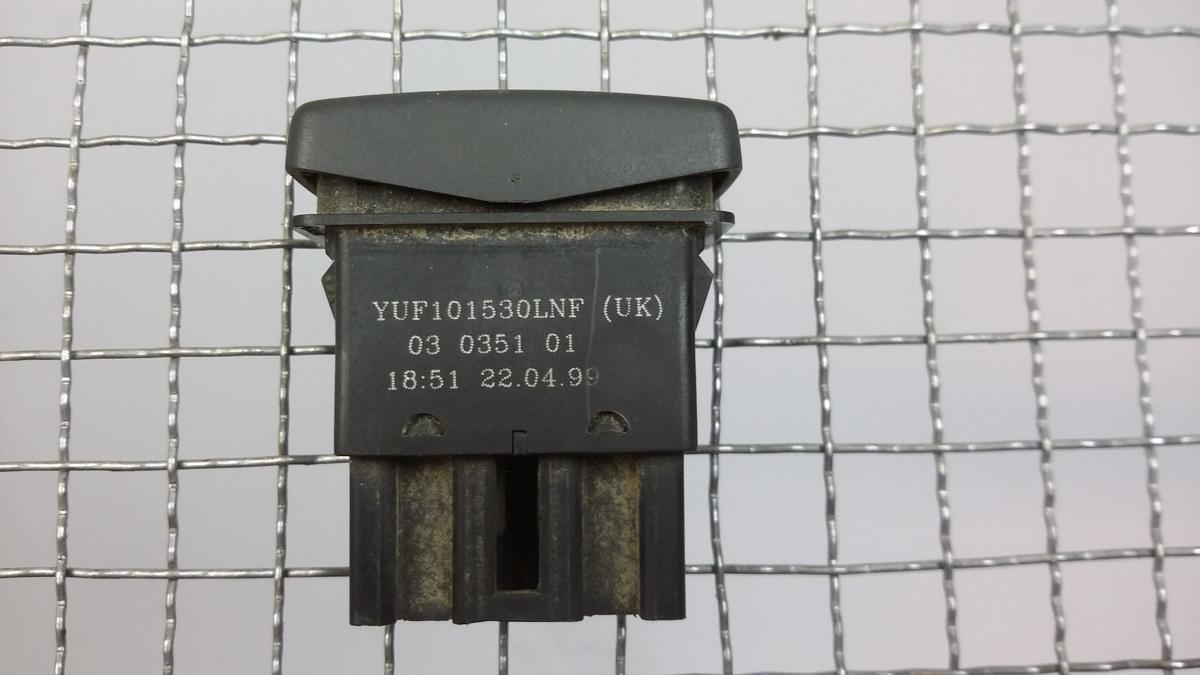 YUF101530LNF (UK)
03 0351 01
18:51 22.04.99